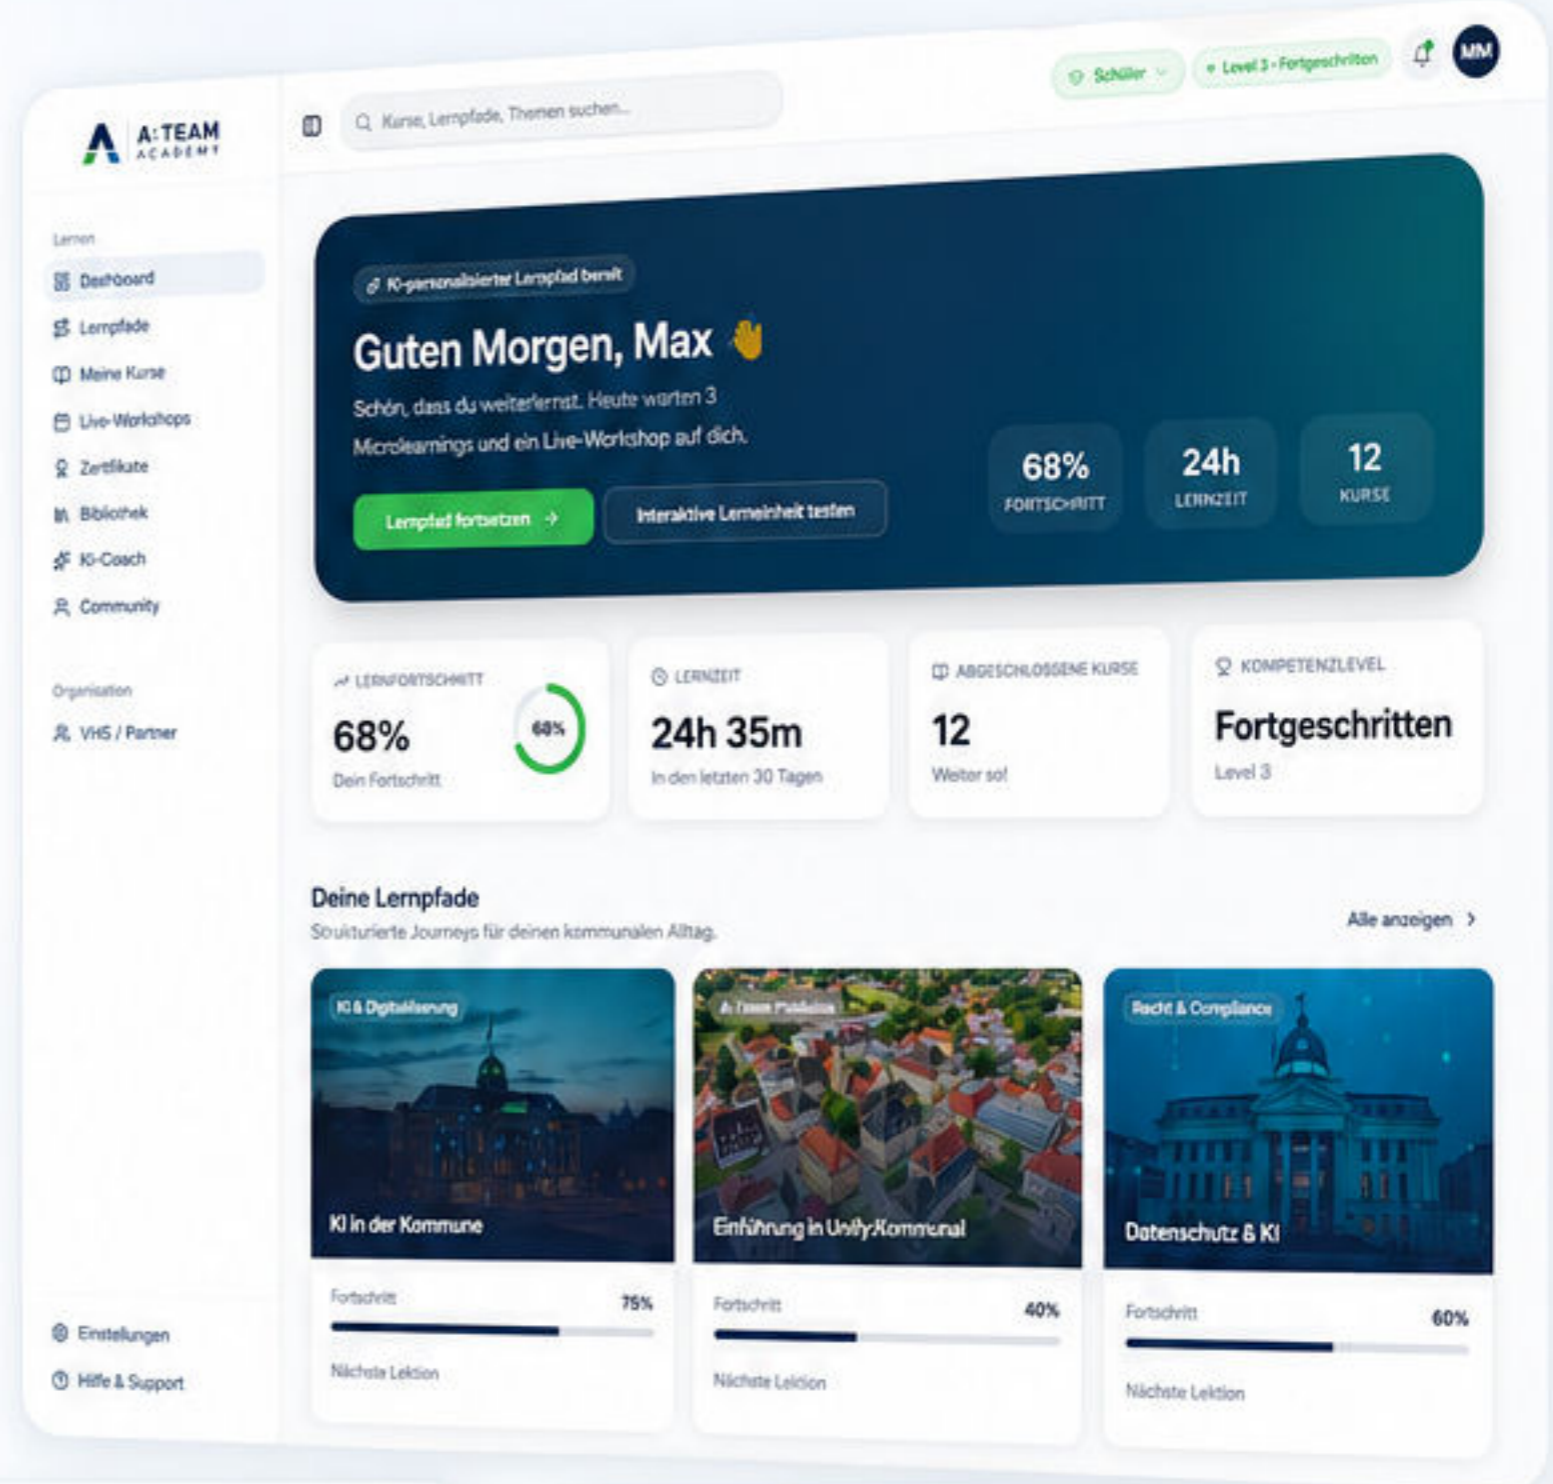 A:TEAM
ACADEMY
Kurse, Lernpfade, Themen suchen...
Schüler
Level 3 - Fortgeschritten
MM
Lernen
Dashboard
Lernpfade
Meine Kurse
Live-Workshops
Zertifikate
Bibliothek
KI-Coach
Community
Organisation
VHS / Partner
Einstellungen
Hilfe & Support
KI-personalisierter Lernpfad bereit
Guten Morgen, Max 👋
Schön, dass du weiterlernst. Heute warten 3
Microlearnings und ein Live-Workshop auf dich.
Lernpfad fortsetzen →
Interaktive Lerneinheit testen
68%
FORTSCHRITT
24h
LERNZEIT
12
KURSE
LERNFORTSCHRITT
68%
68%
Dein Fortschritt
LERNZEIT
24h 35m
In den letzten 30 Tagen
ABGESCHLOSSENE KURSE
12
Weiter so!
KOMPETENZLEVEL
Fortgeschritten
Level 3
Deine Lernpfade
Strukturierte Journeys für deinen kommunalen Alltag.
Alle anzeigen >
KI & Digitalisierung
KI in der Kommune
Fortschritt
75%
Nächste Lektion
A:Team Produkte
Einführung in Unify:Kommunal
Fortschritt
40%
Nächste Lektion
Recht & Compliance
Datenschutz & KI
Fortschritt
60%
Nächste Lektion